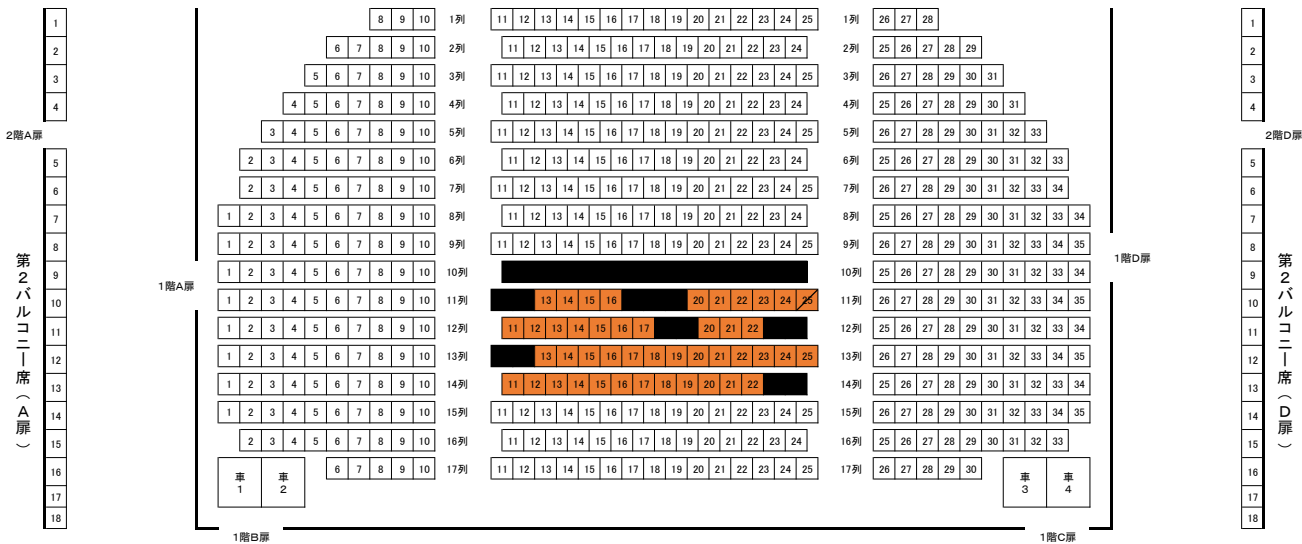 1
2
3
4
2階A扉
5
6
7
8
9
10
11
12
13
14
15
16
17
18
第2バルコニー席（A扉）
8 9 10 1列 11 12 13 14 15 16 17 18 19 20 21 22 23 24 25 1列 26 27 28
6 7 8 9 10 2列 11 12 13 14 15 16 17 18 19 20 21 22 23 24 2列 25 26 27 28 29
5 6 7 8 9 10 3列 11 12 13 14 15 16 17 18 19 20 21 22 23 24 25 3列 26 27 28 29 30 31
4 5 6 7 8 9 10 4列 11 12 13 14 15 16 17 18 19 20 21 22 23 24 4列 25 26 27 28 29 30 31
3 4 5 6 7 8 9 10 5列 11 12 13 14 15 16 17 18 19 20 21 22 23 24 25 5列 26 27 28 29 30 31 32 33
2 3 4 5 6 7 8 9 10 6列 11 12 13 14 15 16 17 18 19 20 21 22 23 24 6列 25 26 27 28 29 30 31 32 33
2 3 4 5 6 7 8 9 10 7列 11 12 13 14 15 16 17 18 19 20 21 22 23 24 25 7列 26 27 28 29 30 31 32 33 34
1 2 3 4 5 6 7 8 9 10 8列 11 12 13 14 15 16 17 18 19 20 21 22 23 24 8列 25 26 27 28 29 30 31 32 33 34
1 2 3 4 5 6 7 8 9 10 9列 11 12 13 14 15 16 17 18 19 20 21 22 23 24 25 9列 26 27 28 29 30 31 32 33 34 35
1階A扉
1階D扉
1 2 3 4 5 6 7 8 9 10 10列 10列 25 26 27 28 29 30 31 32 33 34
1 2 3 4 5 6 7 8 9 10 11列 13 14 15 16 20 21 22 23 24 25 11列 26 27 28 29 30 31 32 33 34 35
1 2 3 4 5 6 7 8 9 10 12列 11 12 13 14 15 16 17 20 21 22 12列 25 26 27 28 29 30 31 32 33 34
1 2 3 4 5 6 7 8 9 10 13列 13 14 15 16 17 18 19 20 21 22 23 24 25 13列 26 27 28 29 30 31 32 33 34 35
1 2 3 4 5 6 7 8 9 10 14列 11 12 13 14 15 16 17 18 19 20 21 22 14列 25 26 27 28 29 30 31 32 33 34
1 2 3 4 5 6 7 8 9 10 15列 11 12 13 14 15 16 17 18 19 20 21 22 23 24 25 15列 26 27 28 29 30 31 32 33 34 35
2 3 4 5 6 7 8 9 10 16列 11 12 13 14 15 16 17 18 19 20 21 22 23 24 16列 25 26 27 28 29 30 31 32 33
車1 車2 6 7 8 9 10 17列 11 12 13 14 15 16 17 18 19 20 21 22 23 24 25 17列 26 27 28 29 30 車3 車4
1階B扉
1階C扉
1
2
3
4
2階D扉
5
6
7
8
9
10
11
12
13
14
15
16
17
18
第2バルコニー席（D扉）